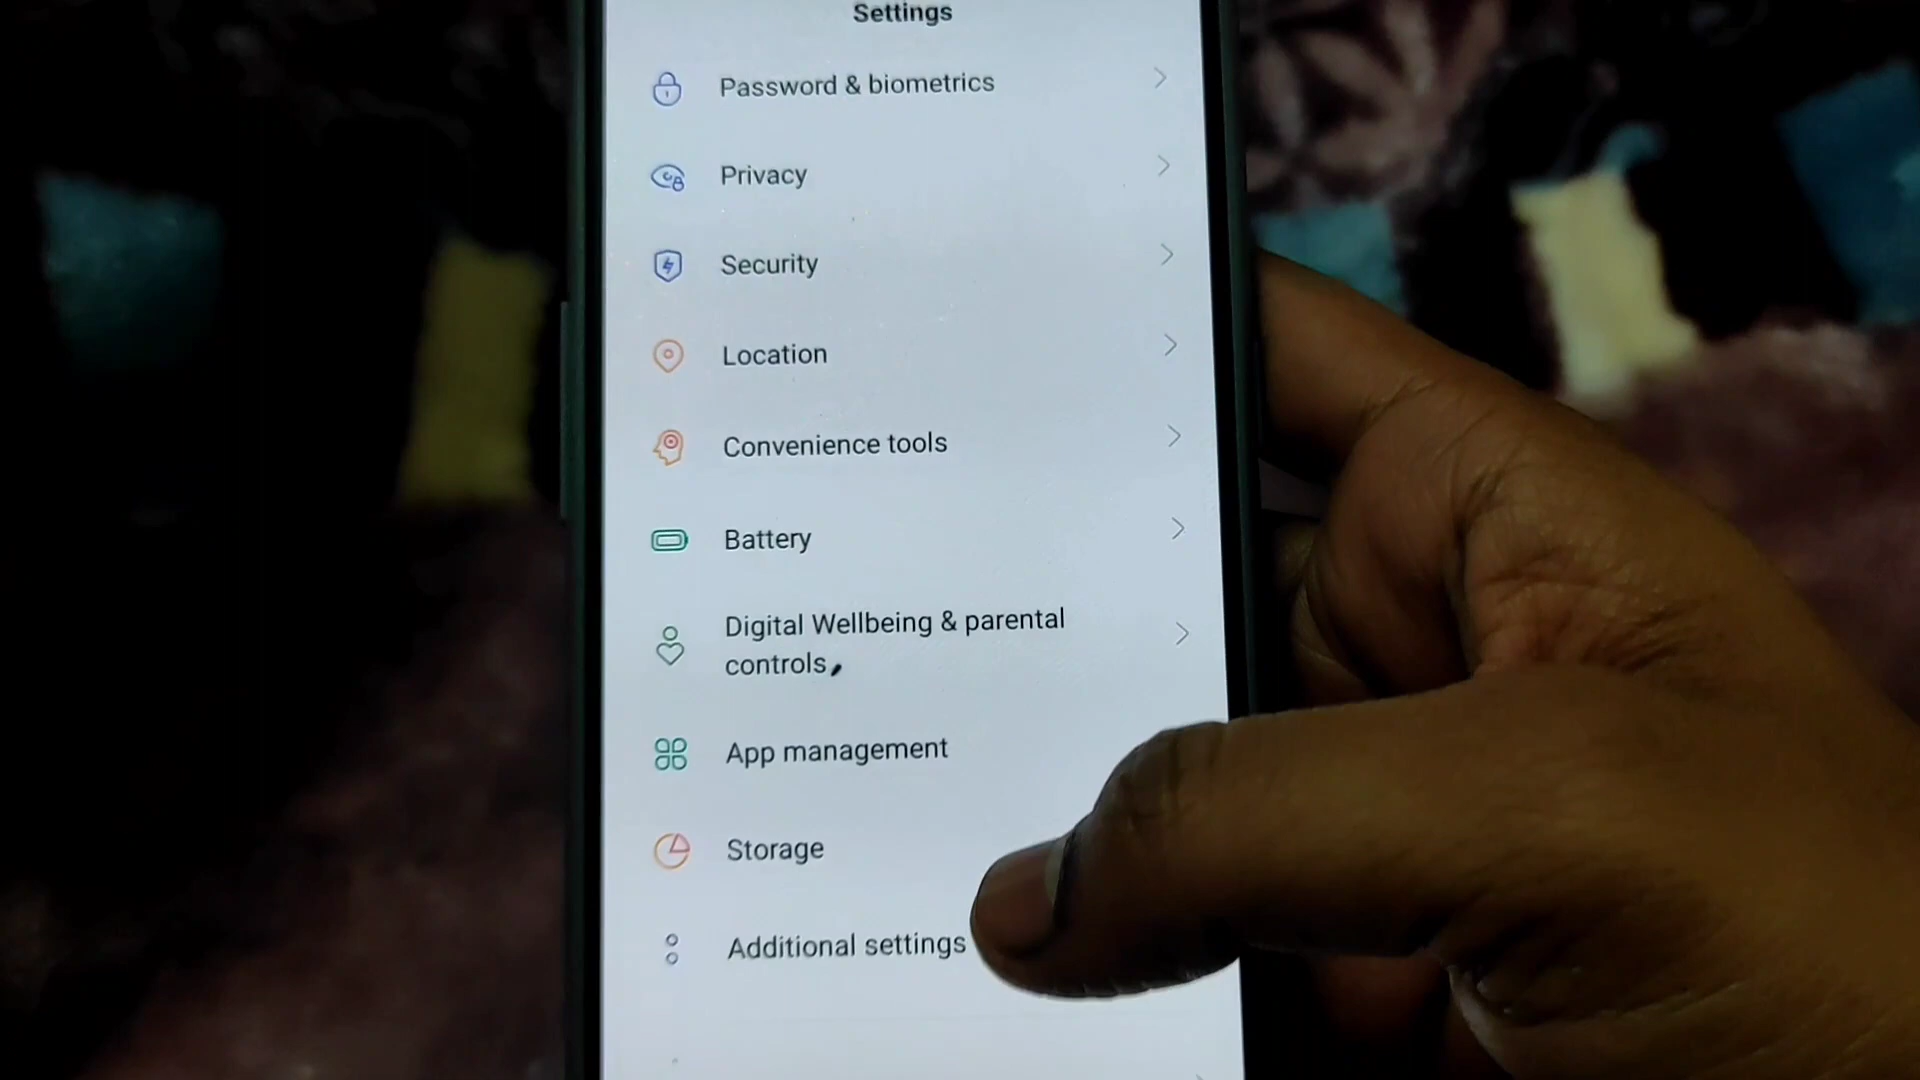 Settings
Password & biometrics
Privacy
Security
Location
Convenience tools
Battery
Digital Wellbeing & parental
controls
App management
Storage
Additional settings